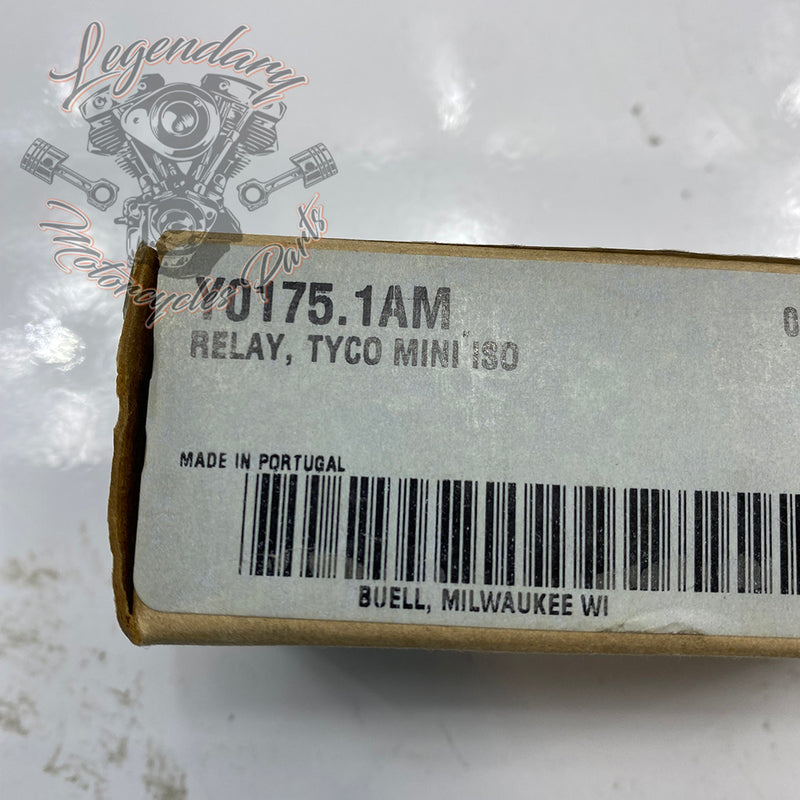 Legendary
Motorcycles Parts
Y0175.1AM
RELAY, TYCO MINI ISO
MADE IN PORTUGAL
BUELL, MILWAUKEE WI